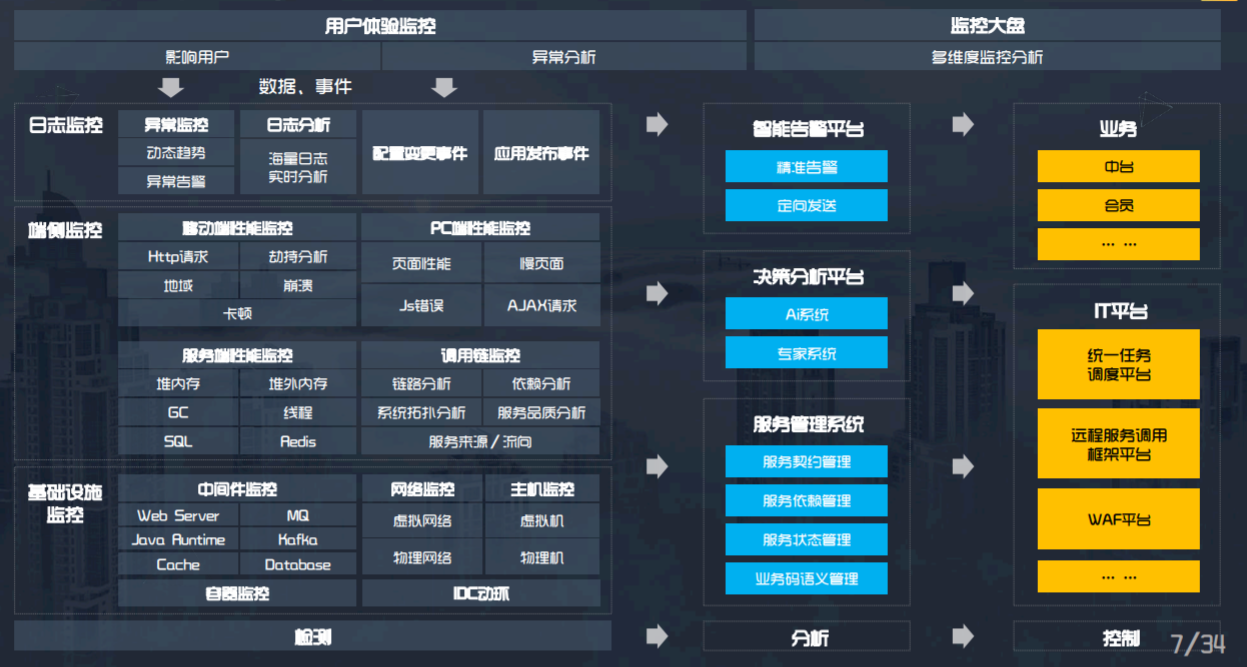 用户体验监控
监控大盘
影响用户
异常分析
多维度监控分析
数据、事件
日志监控
异常监控
动态趋势
异常告警
日志分析
海量日志
实时分析
配置变更事件
应用发布事件
端侧监控
移动端性能监控
Http请求
劫持分析
地域
崩溃
卡顿
PC端性能监控
页面性能
慢页面
Js错误
AJAX请求
服务端性能监控
堆内存
堆外内存
GC
线程
SQL
Redis
调用链监控
链路分析
依赖分析
系统拓扑分析
服务品质分析
服务来源/流向
基础设施
监控
中间件监控
Web Server
MQ
Java Runtime
Kafka
Cache
Database
网络监控
虚拟网络
物理网络
主机监控
虚拟机
物理机
容器监控
IDC动环
检测
智能告警平台
精准告警
定向发送
决策分析平台
Ai系统
专家系统
服务管理系统
服务契约管理
服务依赖管理
服务状态管理
业务码语义管理
分析
业务
中台
会员
... ...
IT平台
统一任务
调度平台
远程服务调用
框架平台
WAF平台
... ...
控制
7/34